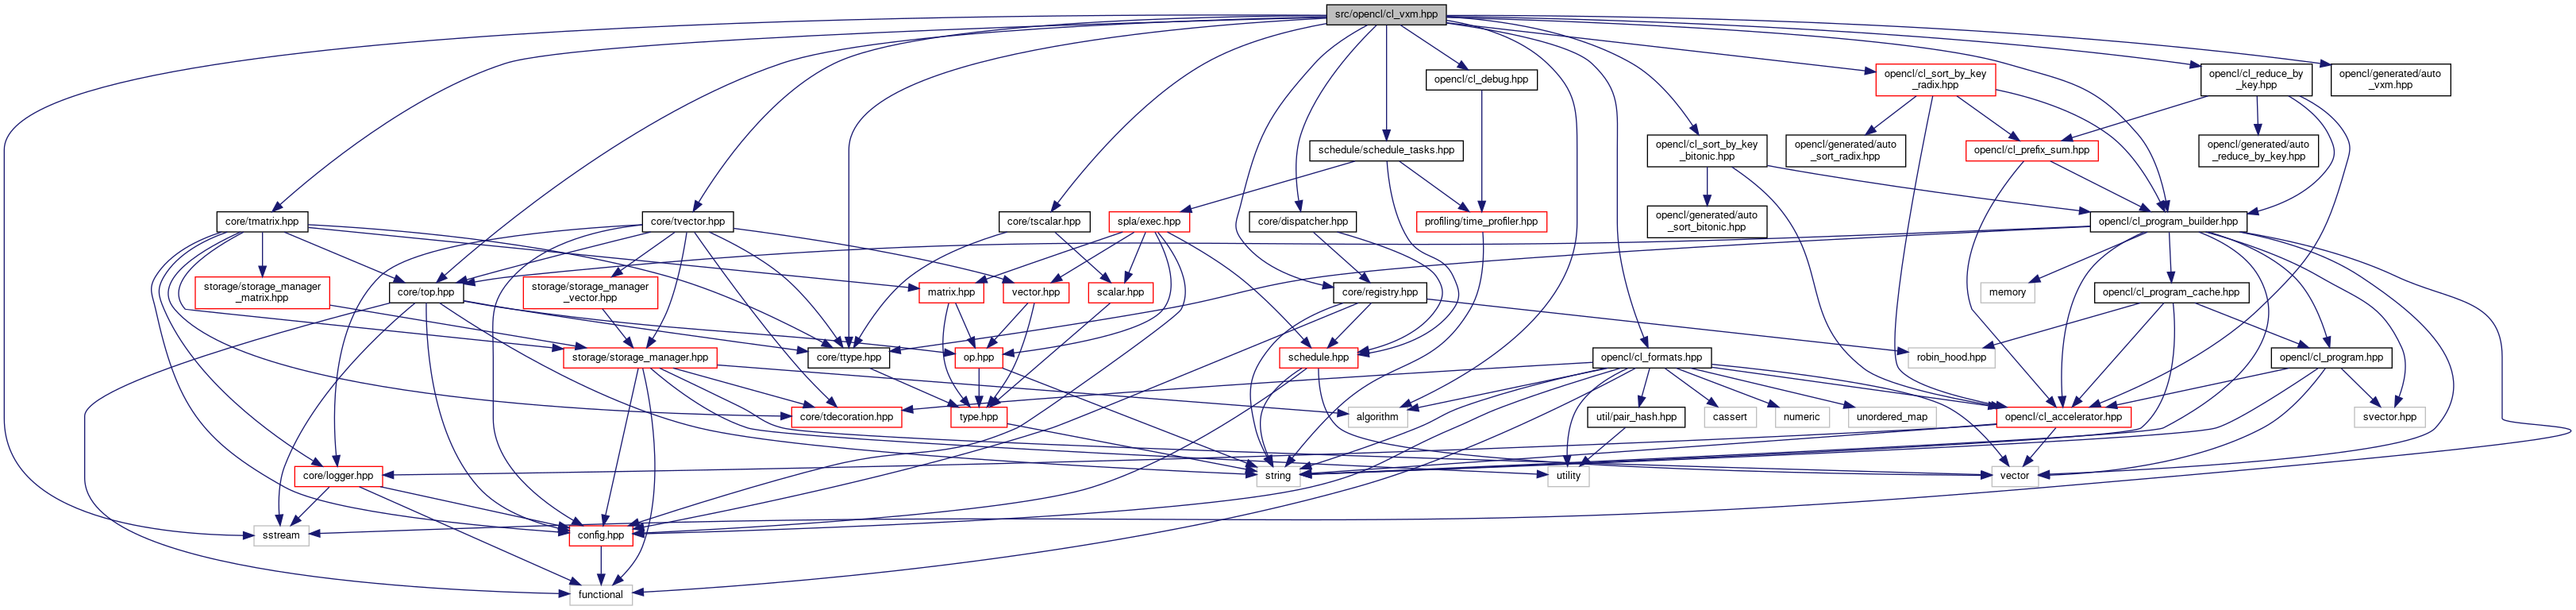 src/opencl/cl_vxm.hpp
opencl/cl_debug.hpp
opencl/cl_sort_by_key
_radix.hpp
opencl/cl_reduce_by
_key.hpp
opencl/generated/auto
_vxm.hpp
schedule/schedule_tasks.hpp
opencl/cl_sort_by_key
_bitonic.hpp
opencl/generated/auto
_sort_radix.hpp
opencl/cl_prefix_sum.hpp
opencl/generated/auto
_reduce_by_key.hpp
core/tmatrix.hpp
core/tvector.hpp
core/tscalar.hpp
spla/exec.hpp
core/dispatcher.hpp
profiling/time_profiler.hpp
opencl/generated/auto
_sort_bitonic.hpp
opencl/cl_program_builder.hpp
storage/storage_manager
_matrix.hpp
core/top.hpp
storage/storage_manager
_vector.hpp
matrix.hpp
vector.hpp
scalar.hpp
core/registry.hpp
memory
opencl/cl_program_cache.hpp
storage/storage_manager.hpp
core/ttype.hpp
op.hpp
schedule.hpp
opencl/cl_formats.hpp
robin_hood.hpp
opencl/cl_program.hpp
core/tdecoration.hpp
type.hpp
algorithm
util/pair_hash.hpp
cassert
numeric
unordered_map
opencl/cl_accelerator.hpp
svector.hpp
core/logger.hpp
string
utility
vector
sstream
config.hpp
functional